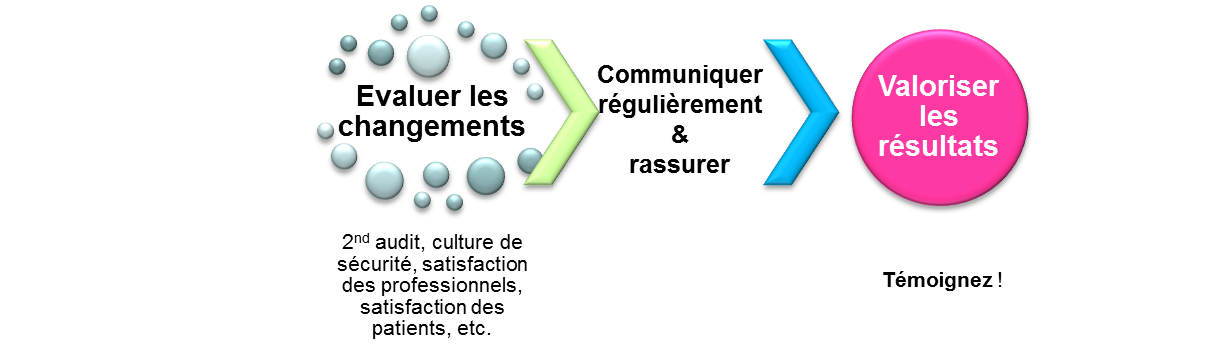 Evaluer les
changements
Communiquer
régulièrement
&
rassurer
Valoriser
les
résultats
2nd audit, culture de
sécurité, satisfaction
des professionnels,
satisfaction des
patients, etc.
Témoignez !